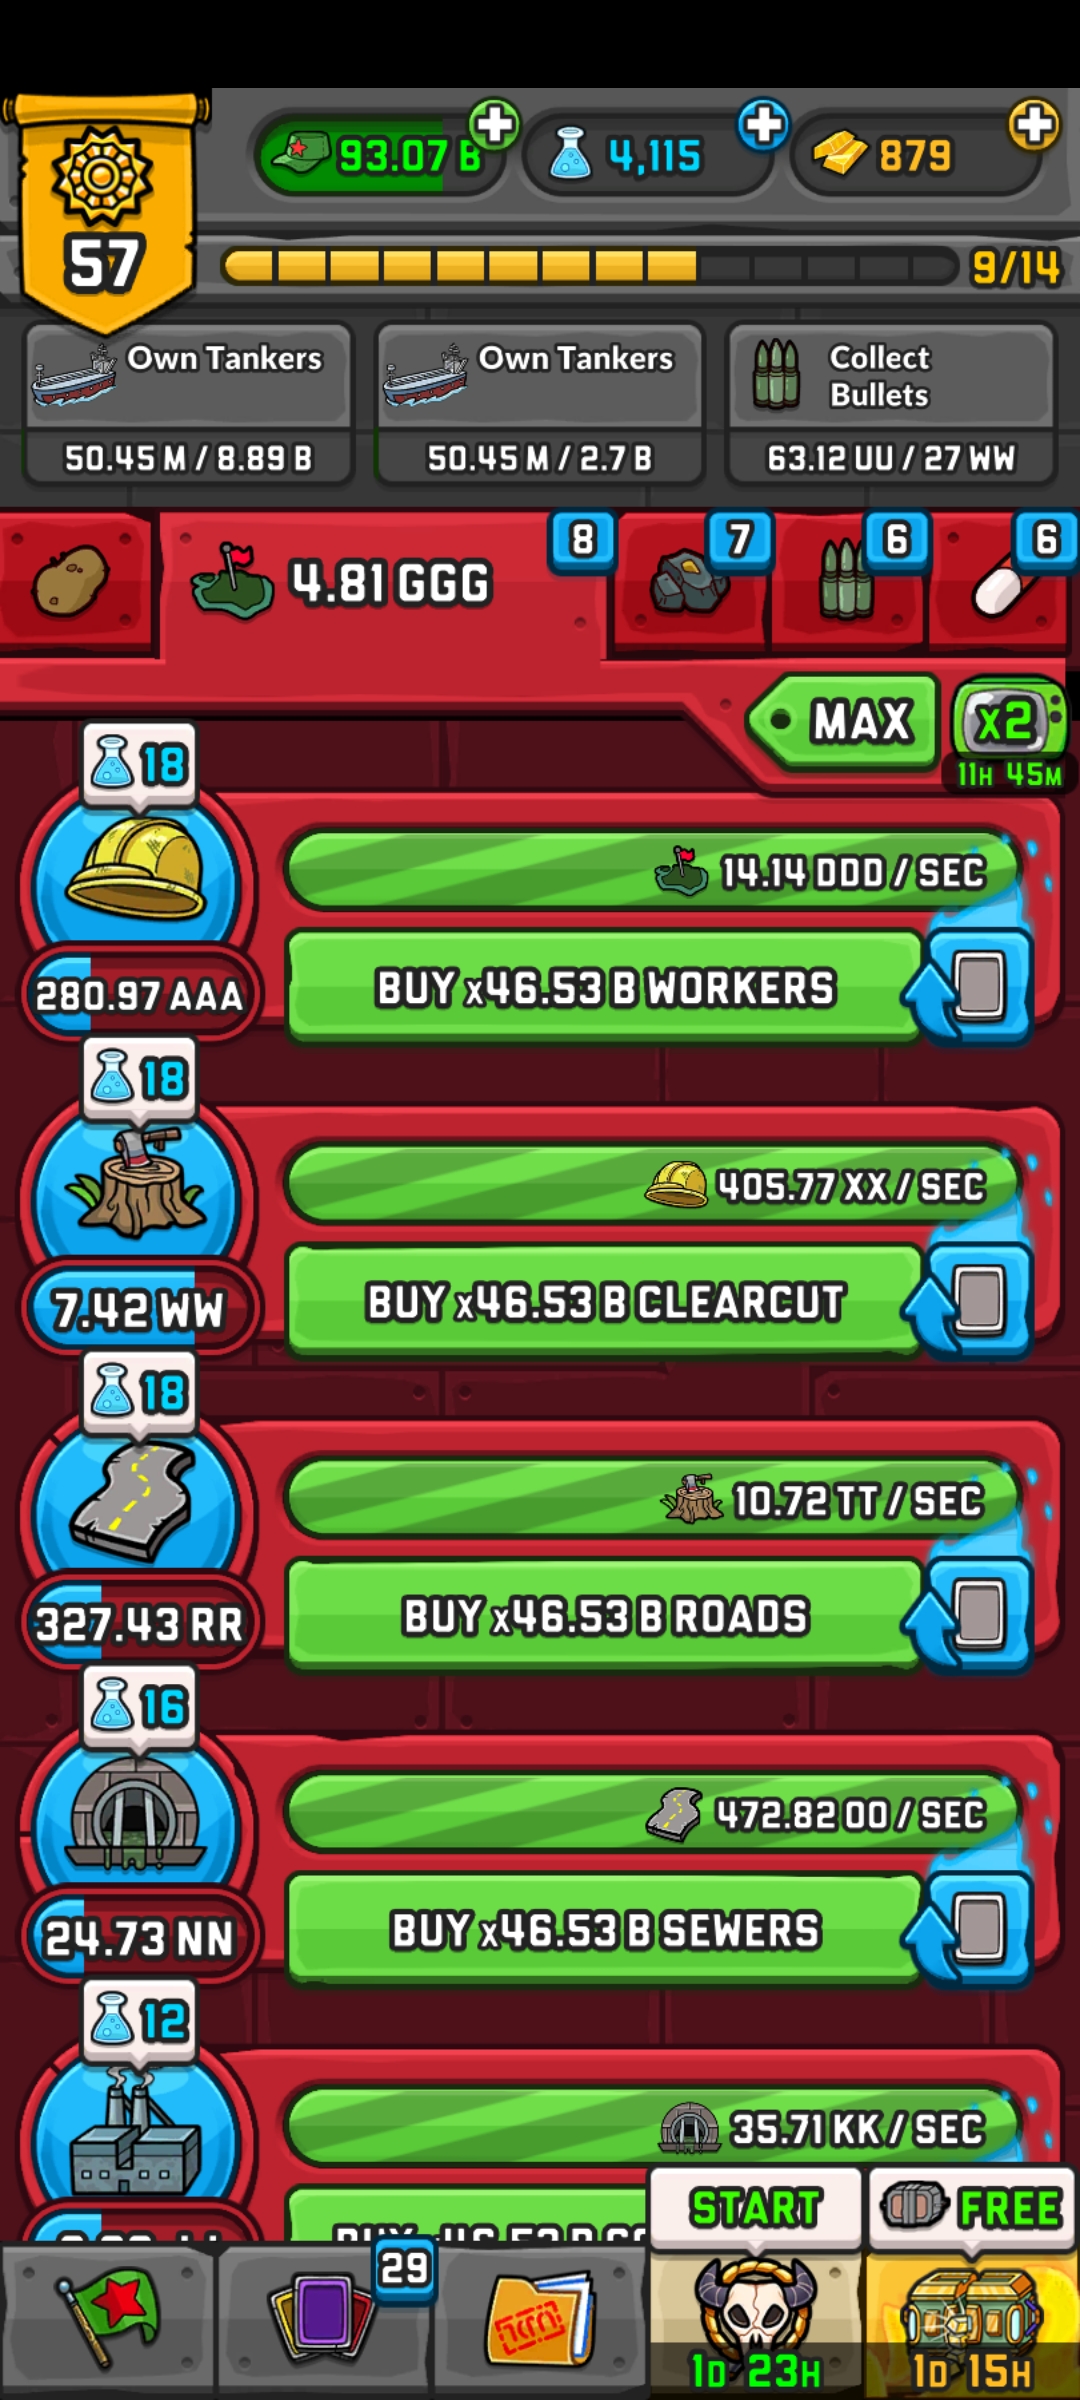 93.07 B
4,115
879
57
9/14
Own Tankers
50.45 M / 8.89 B
Own Tankers
50.45 M / 2.7 B
Collect
Bullets
63.12 UU / 27 WW
4.81 GGG
8
7
6
6
MAX
x2
11H 45M
18
14.14 DDD / SEC
280.97 AAA
BUY x46.53 B WORKERS
18
405.77 XX / SEC
7.42 WW
BUY x46.53 B CLEARCUT
18
10.72 TT / SEC
327.43 RR
BUY x46.53 B ROADS
16
472.82 OO / SEC
24.73 NN
BUY x46.53 B SEWERS
12
35.71 KK / SEC
START
FREE
29
1D 23H
1D 15H